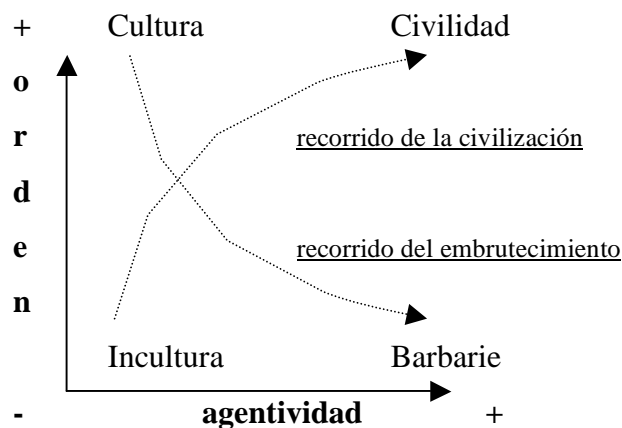 + Cultura Civilidad
o
r recorrido de la civilización
d
e recorrido del embrutecimiento
n
Incultura Barbarie
- agentividad +